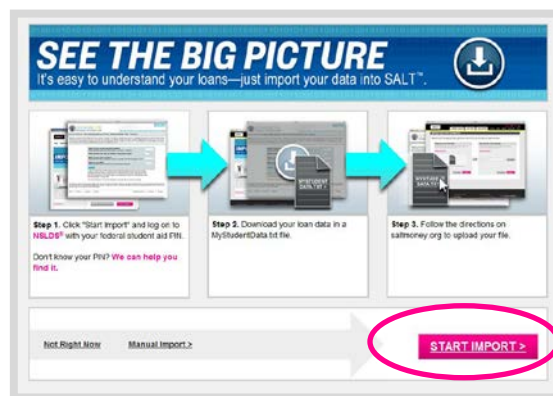 SEE THE BIG PICTURE
It's easy to understand your loans—just import your data into SALT™.
MYSTUDENT
DATA.TXT >
Step 1. Click "Start Import" and log on to
NSLDS® with your federal student aid PIN.
Don't know your PIN? We can help you
find it.
Step 2. Download your loan data in a
MyStudentData.txt file.
Step 3. Follow the directions on
saltmoney.org to upload your file.
Not Right Now
Manual Import >
START IMPORT >